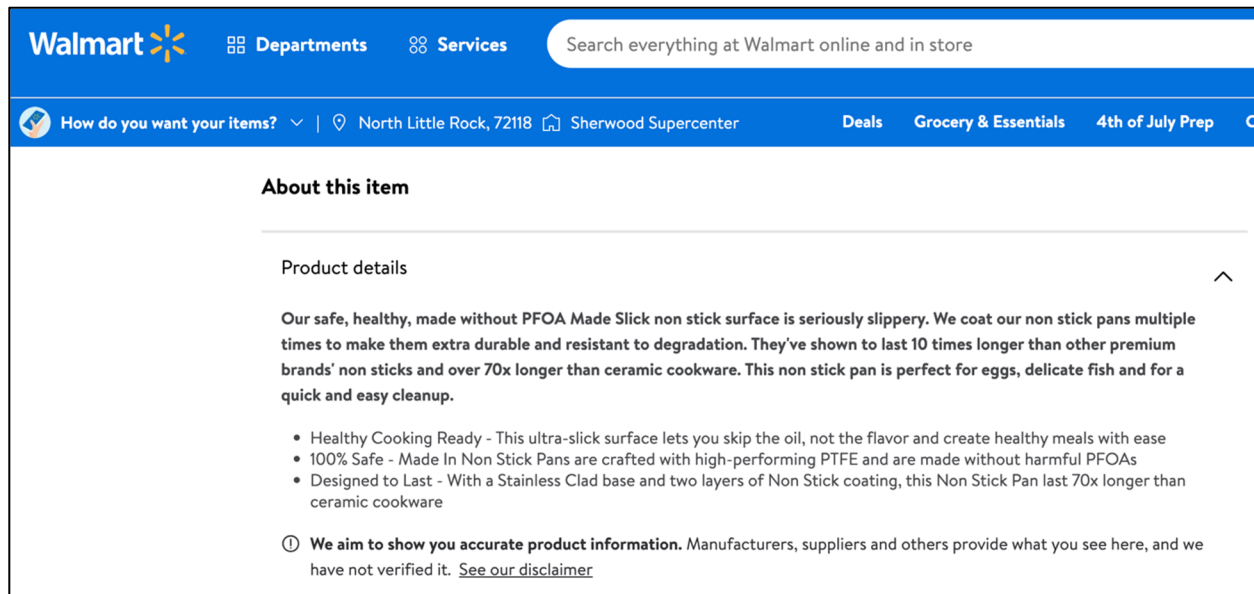 Walmart Departments Services Search everything at Walmart online and in store
How do you want your items? | North Little Rock, 72118 Sherwood Supercenter Deals Grocery & Essentials 4th of July Prep
About this item
Product details
Our safe, healthy, made without PFOA Made Slick non stick surface is seriously slippery. We coat our non stick pans multiple
times to make them extra durable and resistant to degradation. They've shown to last 10 times longer than other premium
brands' non sticks and over 70x longer than ceramic cookware. This non stick pan is perfect for eggs, delicate fish and for a
quick and easy cleanup.
• Healthy Cooking Ready - This ultra-slick surface lets you skip the oil, not the flavor and create healthy meals with ease
• 100% Safe - Made In Non Stick Pans are crafted with high-performing PTFE and are made without harmful PFOAs
• Designed to Last - With a Stainless Clad base and two layers of Non Stick coating, this Non Stick Pan last 70x longer than
ceramic cookware
We aim to show you accurate product information. Manufacturers, suppliers and others provide what you see here, and we
have not verified it. See our disclaimer